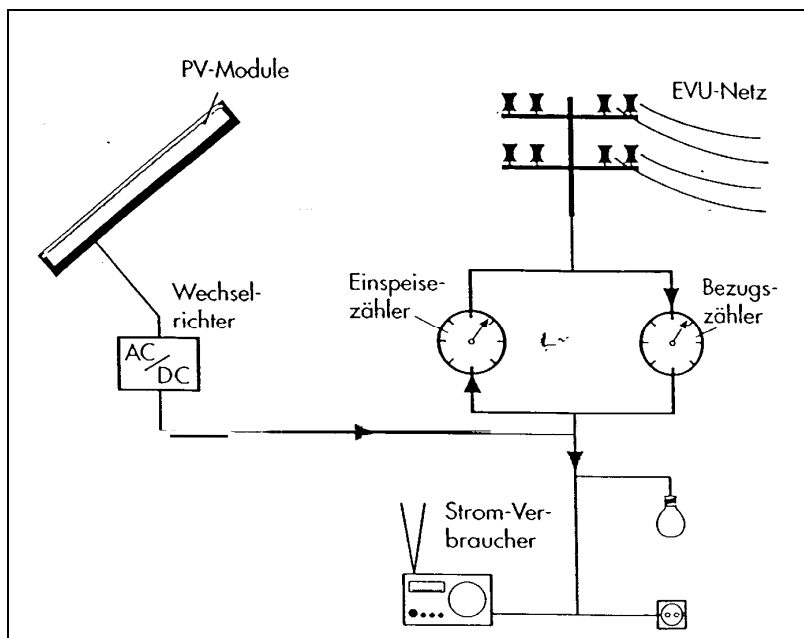 PV-Module
EVU-Netz
Wechsel-
richter
AC/DC
Einspeise-
zähler
Bezugs-
zähler
Strom-Ver-
braucher